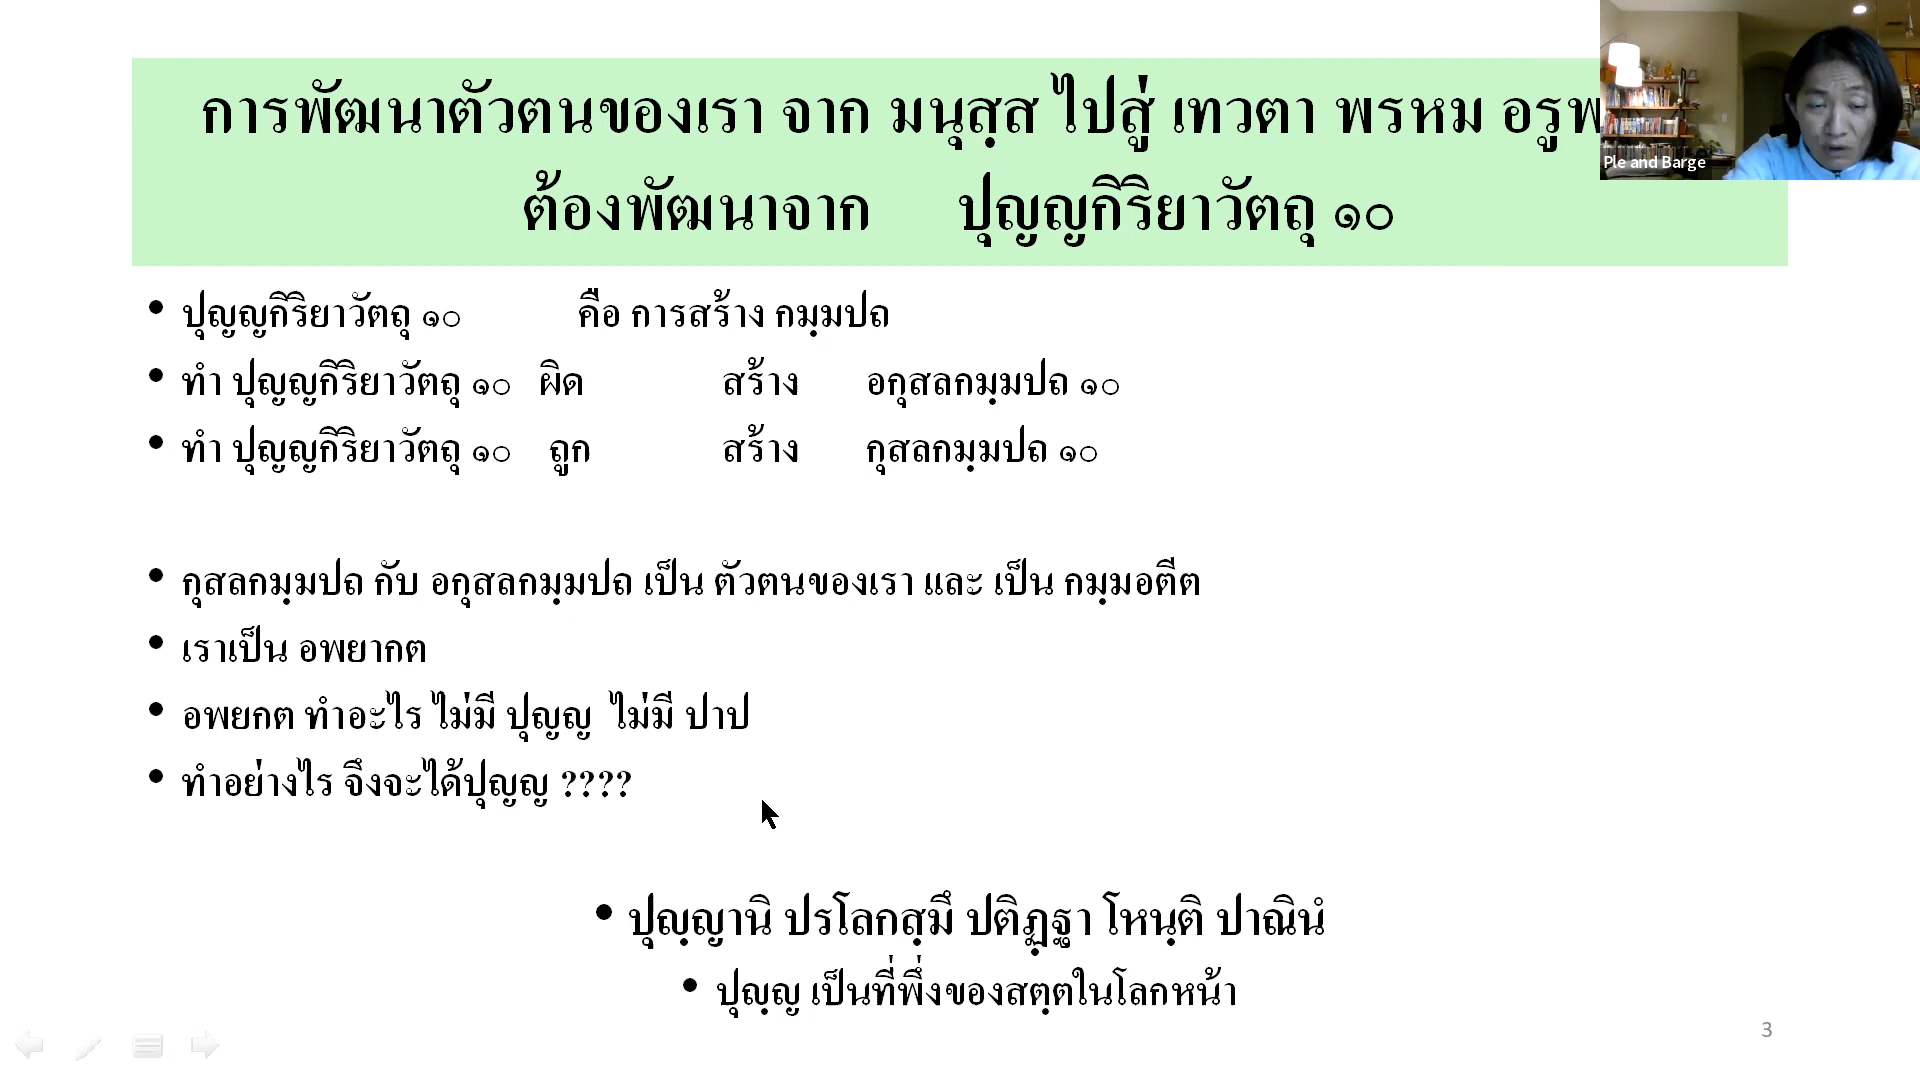 การพัฒนาตัวตนของเรา จาก มนุสฺส ไปสู่ เทวตา พรหม อรูพ
ต้องพัฒนาจาก ปุญญกิริยาวัตถุ ๑๐
Ple and Barge
• ปุญญกิริยาวัตถุ ๑๐ คือ การสร้าง กมฺมปถ
• ทำ ปุญญกิริยาวัตถุ ๑๐ ผิด สร้าง อกุสลกมฺมปถ ๑๐
• ทำ ปุญญกิริยาวัตถุ ๑๐ ถูก สร้าง กุสลกมฺมปถ ๑๐
• กุสลกมฺมปถ กับ อกุสลกมฺมปถ เป็น ตัวตนของเรา และ เป็น กมฺมอตีต
• เราเป็น อพยากต
• อพยกต ทำอะไร ไม่มี ปุญญ ไม่มี ปาป
• ทำอย่างไร จึงจะได้ปุญญ ????
• ปุญฺญานิ ปรโลกสฺมึ ปติฏฺฐา โหนฺติ ปาณินํ
• ปุญฺญ เป็นที่พึ่งของสตฺตในโลกหน้า
3